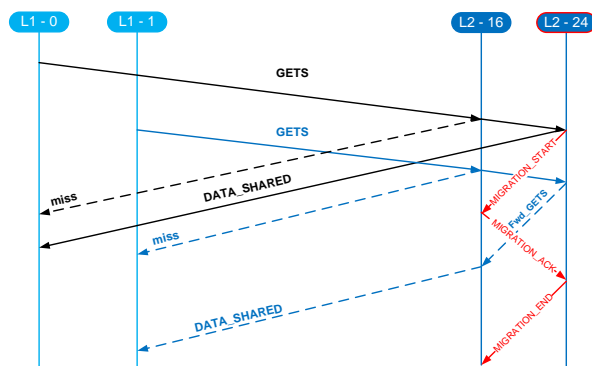 L1 - 0
L1 - 1
L2 - 16
L2 - 24
GETS
GETS
MIGRATION_START
miss
DATA_SHARED
Fwd_GETS
miss
MIGRATION_ACK
DATA_SHARED
MIGRATION_END